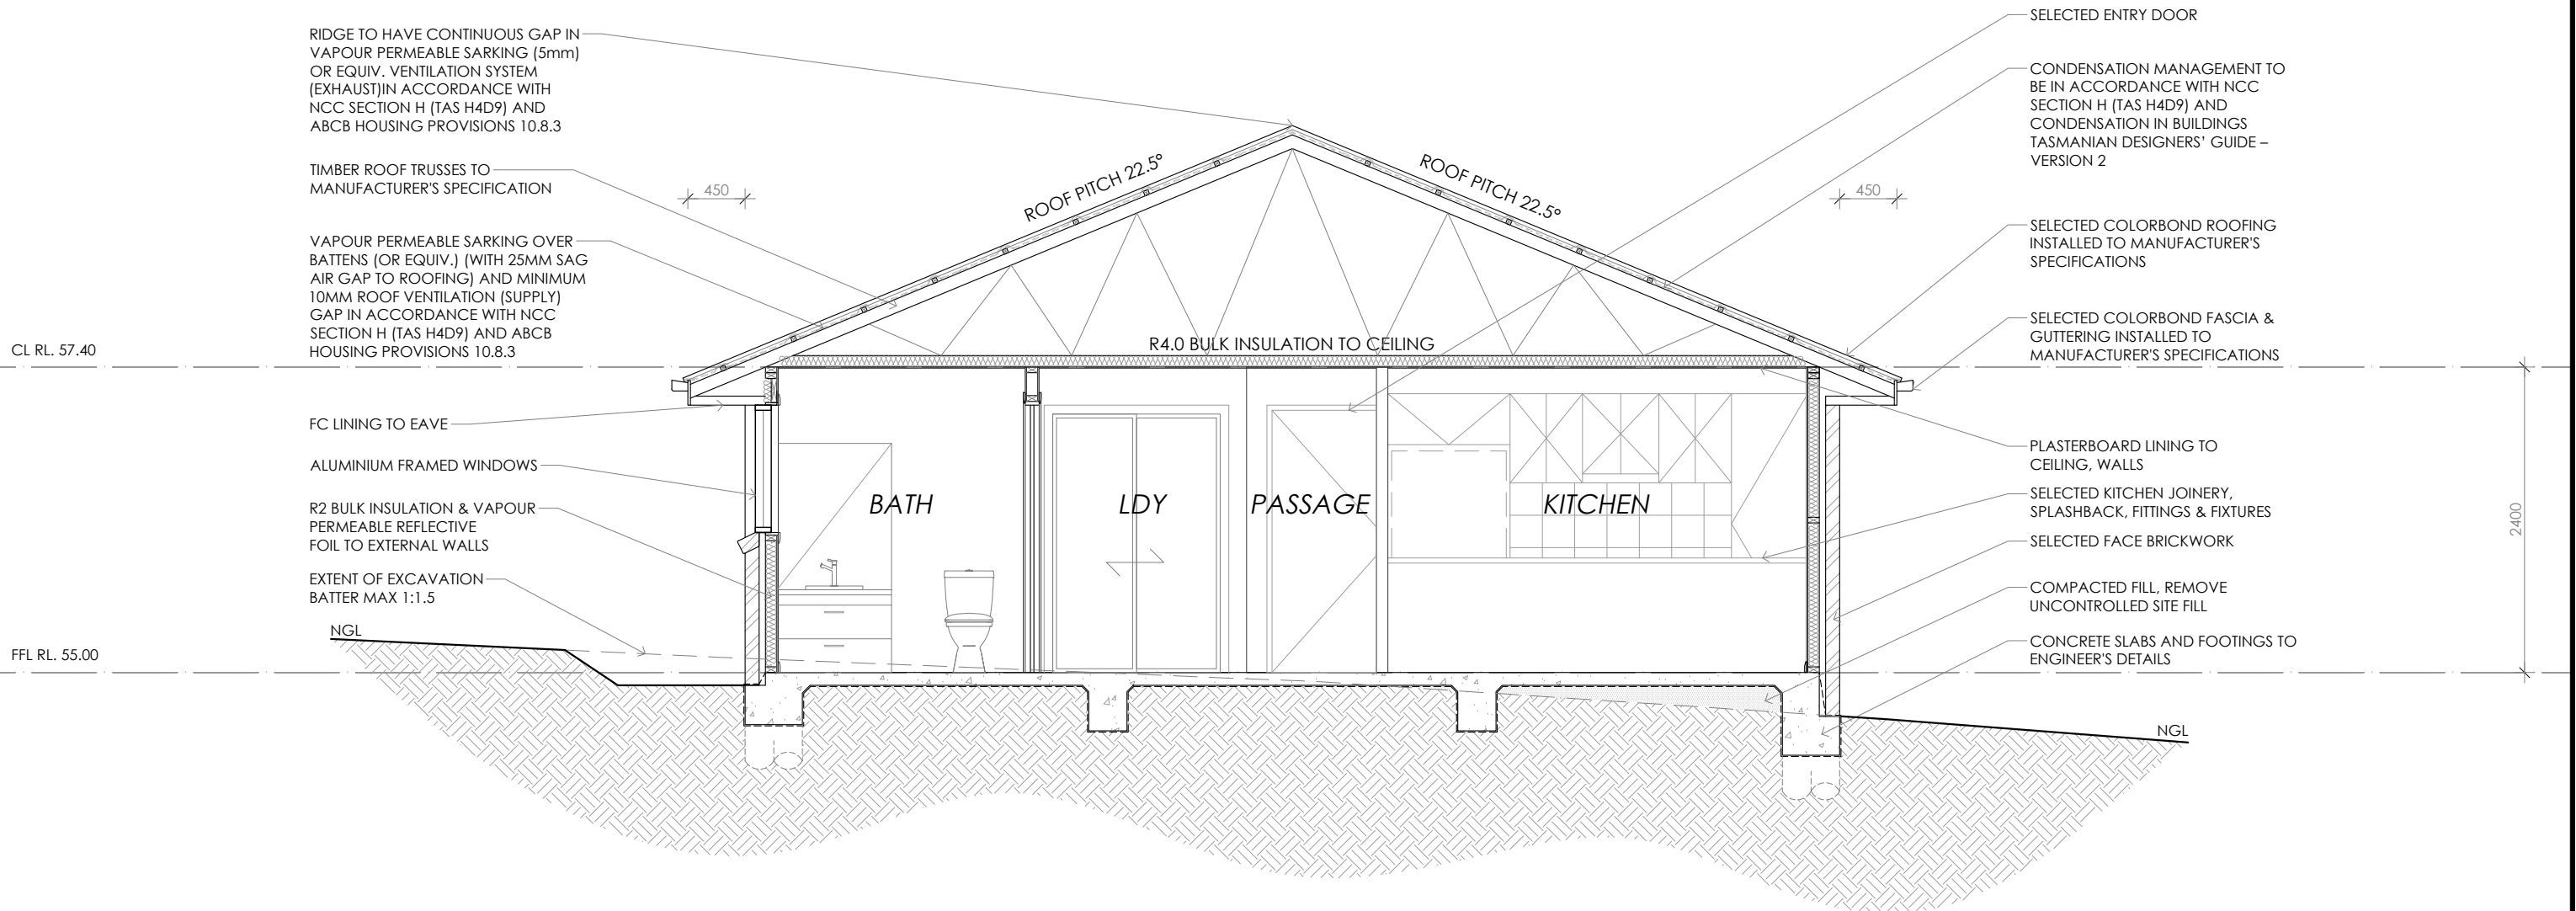 RIDGE TO HAVE CONTINUOUS GAP IN
VAPOUR PERMEABLE SARKING (5mm)
OR EQUIV. VENTILATION SYSTEM
(EXHAUST)IN ACCORDANCE WITH
NCC SECTION H (TAS H4D9) AND
ABCB HOUSING PROVISIONS 10.8.3
TIMBER ROOF TRUSSES TO
MANUFACTURER'S SPECIFICATION
450
VAPOUR PERMEABLE SARKING OVER
BATTENS (OR EQUIV.) (WITH 25MM SAG
AIR GAP TO ROOFING) AND MINIMUM
10MM ROOF VENTILATION (SUPPLY)
GAP IN ACCORDANCE WITH NCC
SECTION H (TAS H4D9) AND ABCB
HOUSING PROVISIONS 10.8.3
CL RL. 57.40
FC LINING TO EAVE
ALUMINIUM FRAMED WINDOWS
R2 BULK INSULATION & VAPOUR
PERMEABLE REFLECTIVE
FOIL TO EXTERNAL WALLS
EXTENT OF EXCAVATION
BATTER MAX 1:1.5
NGL
FFL RL. 55.00
ROOF PITCH 22.5°
ROOF PITCH 22.5°
R4.0 BULK INSULATION TO CEILING
BATH
LDY
PASSAGE
KITCHEN
SELECTED ENTRY DOOR
CONDENSATION MANAGEMENT TO
BE IN ACCORDANCE WITH NCC
SECTION H (TAS H4D9) AND
CONDENSATION IN BUILDINGS
TASMANIAN DESIGNERS' GUIDE –
VERSION 2
450
SELECTED COLORBOND ROOFING
INSTALLED TO MANUFACTURER'S
SPECIFICATIONS
SELECTED COLORBOND FASCIA &
GUTTERING INSTALLED TO
MANUFACTURER'S SPECIFICATIONS
PLASTERBOARD LINING TO
CEILING, WALLS
SELECTED KITCHEN JOINERY,
SPLASHBACK, FITTINGS & FIXTURES
SELECTED FACE BRICKWORK
COMPACTED FILL, REMOVE
UNCONTROLLED SITE FILL
CONCRETE SLABS AND FOOTINGS TO
ENGINEER'S DETAILS
NGL
2400